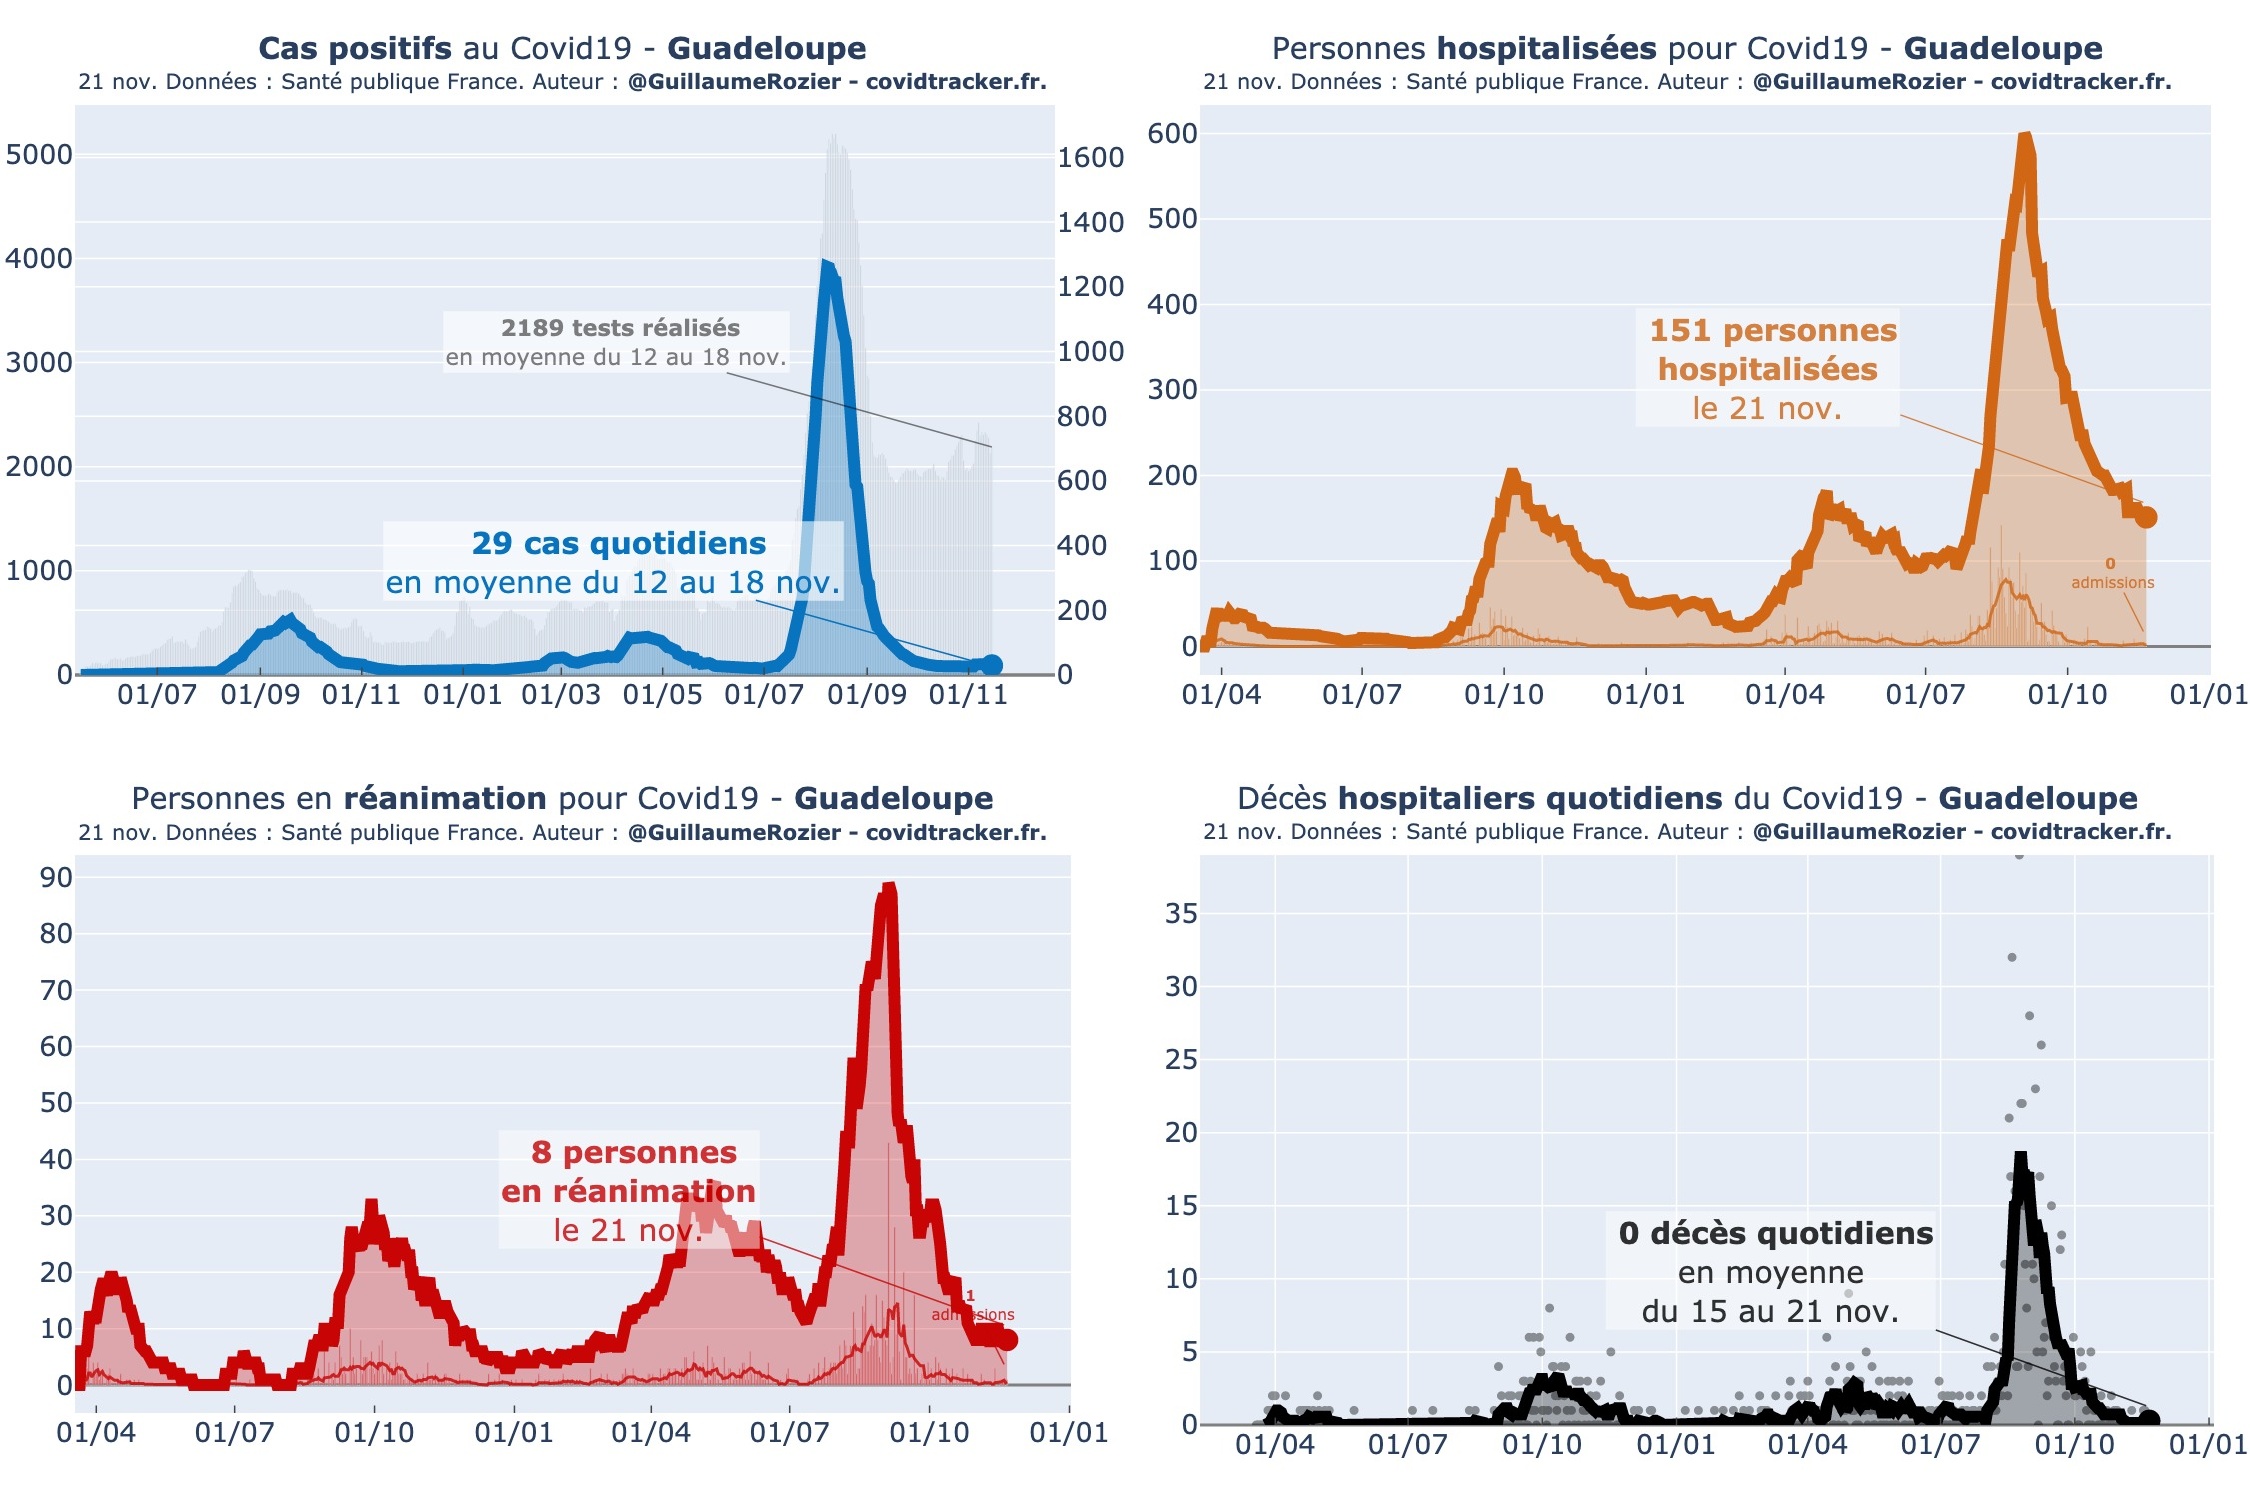 Cas positifs au Covid19 - Guadeloupe
21 nov. Données : Santé publique France. Auteur : @GuillaumeRozier - covidtracker.fr.
5000
4000
3000
2000
1000
0
1600
1400
1200
1000
800
600
400
200
0
2189 tests réalisés
en moyenne du 12 au 18 nov.
29 cas quotidiens
en moyenne du 12 au 18 nov.
01/07 01/09 01/11 01/01 01/03 01/05 01/07 01/09 01/11
Personnes hospitalisées pour Covid19 - Guadeloupe
21 nov. Données : Santé publique France. Auteur : @GuillaumeRozier - covidtracker.fr.
600
500
400
300
200
100
0
151 personnes
hospitalisées
le 21 nov.
0
admissions
01/04 01/07 01/10 01/01 01/04 01/07 01/10 01/01
Personnes en réanimation pour Covid19 - Guadeloupe
21 nov. Données : Santé publique France. Auteur : @GuillaumeRozier - covidtracker.fr.
90
80
70
60
50
40
30
20
10
0
8 personnes
en réanimation
le 21 nov.
1
admissions
01/04 01/07 01/10 01/01 01/04 01/07 01/10 01/01
Décès hospitaliers quotidiens du Covid19 - Guadeloupe
21 nov. Données : Santé publique France. Auteur : @GuillaumeRozier - covidtracker.fr.
35
30
25
20
15
10
5
0
0 décès quotidiens
en moyenne
du 15 au 21 nov.
01/04 01/07 01/10 01/01 01/04 01/07 01/10 01/01